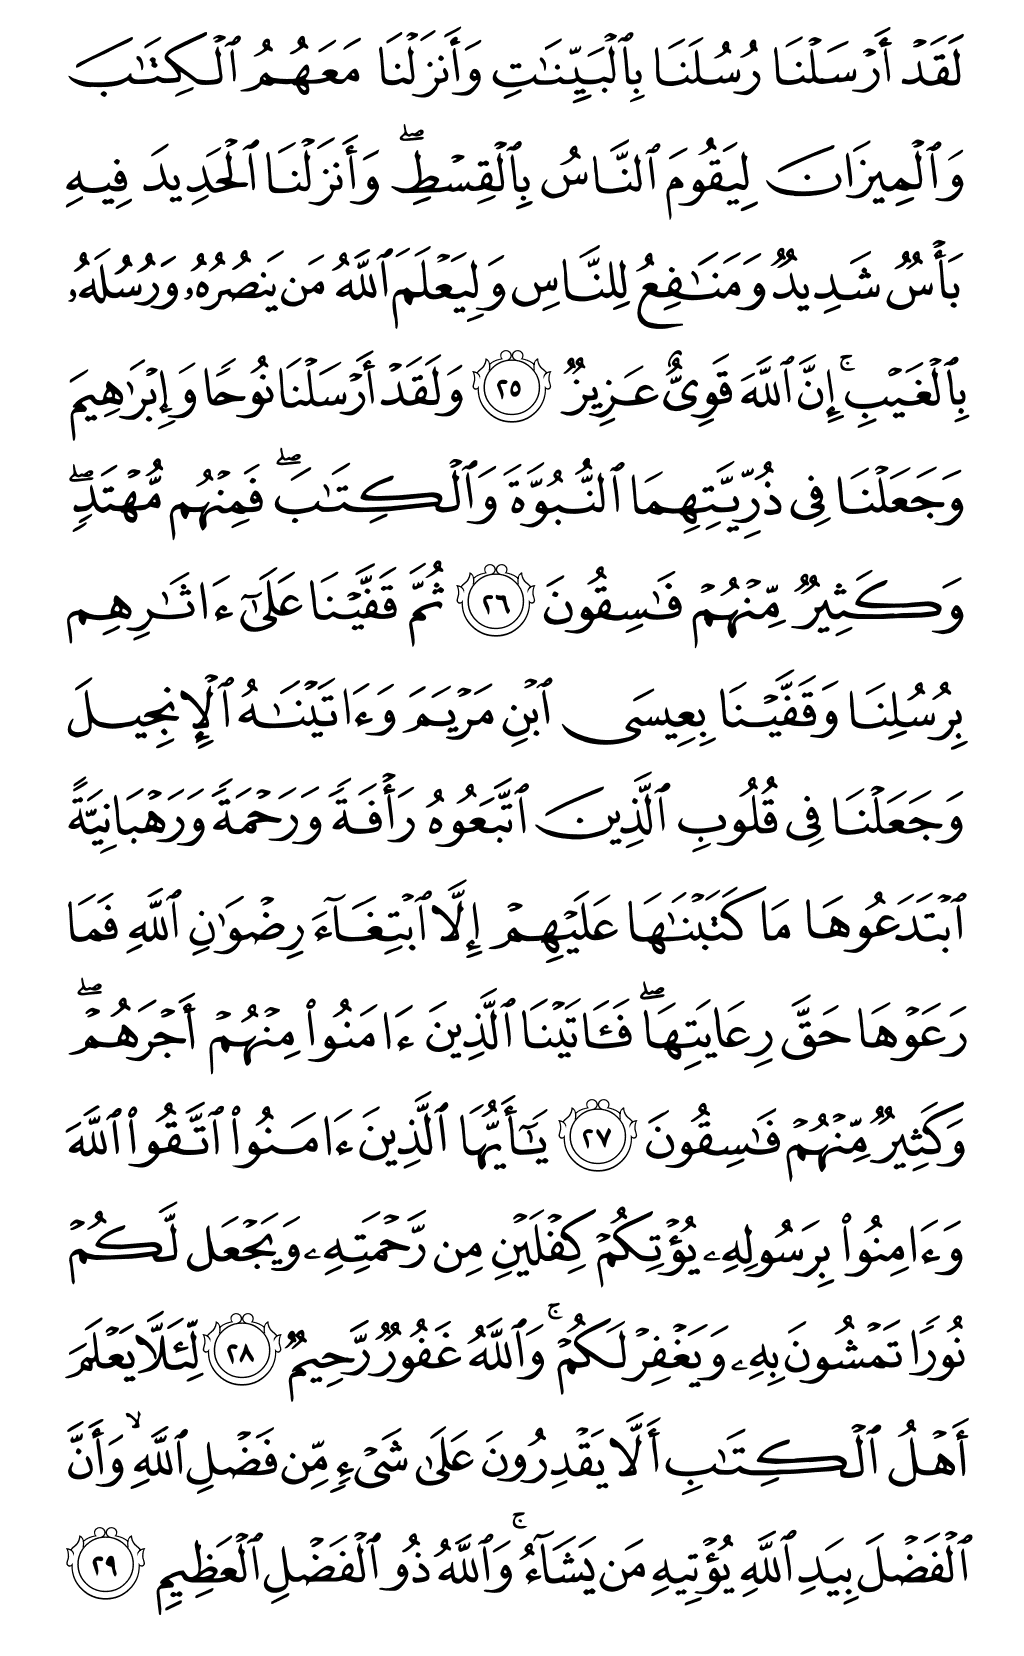 لَقَدۡ أَرۡسَلۡنَا رُسُلَنَا بِٱلۡبَيِّنَٰتِ وَأَنزَلۡنَا مَعَهُمُ ٱلۡكِتَٰبَ
وَٱلۡمِيزَانَ لِيَقُومَ ٱلنَّاسُ بِٱلۡقِسۡطِۖ وَأَنزَلۡنَا ٱلۡحَدِيدَ فِيهِ
بَأۡسٞ شَدِيدٞ وَمَنَٰفِعُ لِلنَّاسِ وَلِيَعۡلَمَ ٱللَّهُ مَن يَنصُرُهُۥ وَرُسُلَهُۥ
بِٱلۡغَيۡبِۚ إِنَّ ٱللَّهَ قَوِيٌّ عَزِيزٞ ٢٥ وَلَقَدۡ أَرۡسَلۡنَا نُوحٗا وَإِبۡرَٰهِيمَ
وَجَعَلۡنَا فِي ذُرِّيَّتِهِمَا ٱلنُّبُوَّةَ وَٱلۡكِتَٰبَۖ فَمِنۡهُم مُّهۡتَدٖۖ
وَكَثِيرٞ مِّنۡهُمۡ فَٰسِقُونَ ٢٦ ثُمَّ قَفَّيۡنَا عَلَىٰٓ ءَاثَٰرِهِم
بِرُسُلِنَا وَقَفَّيۡنَا بِعِيسَى ٱبۡنِ مَرۡيَمَ وَءَاتَيۡنَٰهُ ٱلۡإِنجِيلَ
وَجَعَلۡنَا فِي قُلُوبِ ٱلَّذِينَ ٱتَّبَعُوهُ رَأۡفَةٗ وَرَحۡمَةٗۚ وَرَهۡبَانِيَّةً
ٱبۡتَدَعُوهَا مَا كَتَبۡنَٰهَا عَلَيۡهِمۡ إِلَّا ٱبۡتِغَآءَ رِضۡوَٰنِ ٱللَّهِ فَمَا
رَعَوۡهَا حَقَّ رِعَايَتِهَاۖ فَـَٔاتَيۡنَا ٱلَّذِينَ ءَامَنُواْ مِنۡهُمۡ أَجۡرَهُمۡۖ
وَكَثِيرٞ مِّنۡهُمۡ فَٰسِقُونَ ٢٧ يَٰٓأَيُّهَا ٱلَّذِينَ ءَامَنُواْ ٱتَّقُواْ ٱللَّهَ
وَءَامِنُواْ بِرَسُولِهِۦ يُؤۡتِكُمۡ كِفۡلَيۡنِ مِن رَّحۡمَتِهِۦ وَيَجۡعَل لَّكُمۡ
نُورٗا تَمۡشُونَ بِهِۦ وَيَغۡفِرۡ لَكُمۡۚ وَٱللَّهُ غَفُورٞ رَّحِيمٞ ٢٨ لِّئَلَّا يَعۡلَمَ
أَهۡلُ ٱلۡكِتَٰبِ أَلَّا يَقۡدِرُونَ عَلَىٰ شَيۡءٖ مِّن فَضۡلِ ٱللَّهِۙ وَأَنَّ
ٱلۡفَضۡلَ بِيَدِ ٱللَّهِ يُؤۡتِيهِ مَن يَشَآءُۚ وَٱللَّهُ ذُو ٱلۡفَضۡلِ ٱلۡعَظِيمِ ٢٩